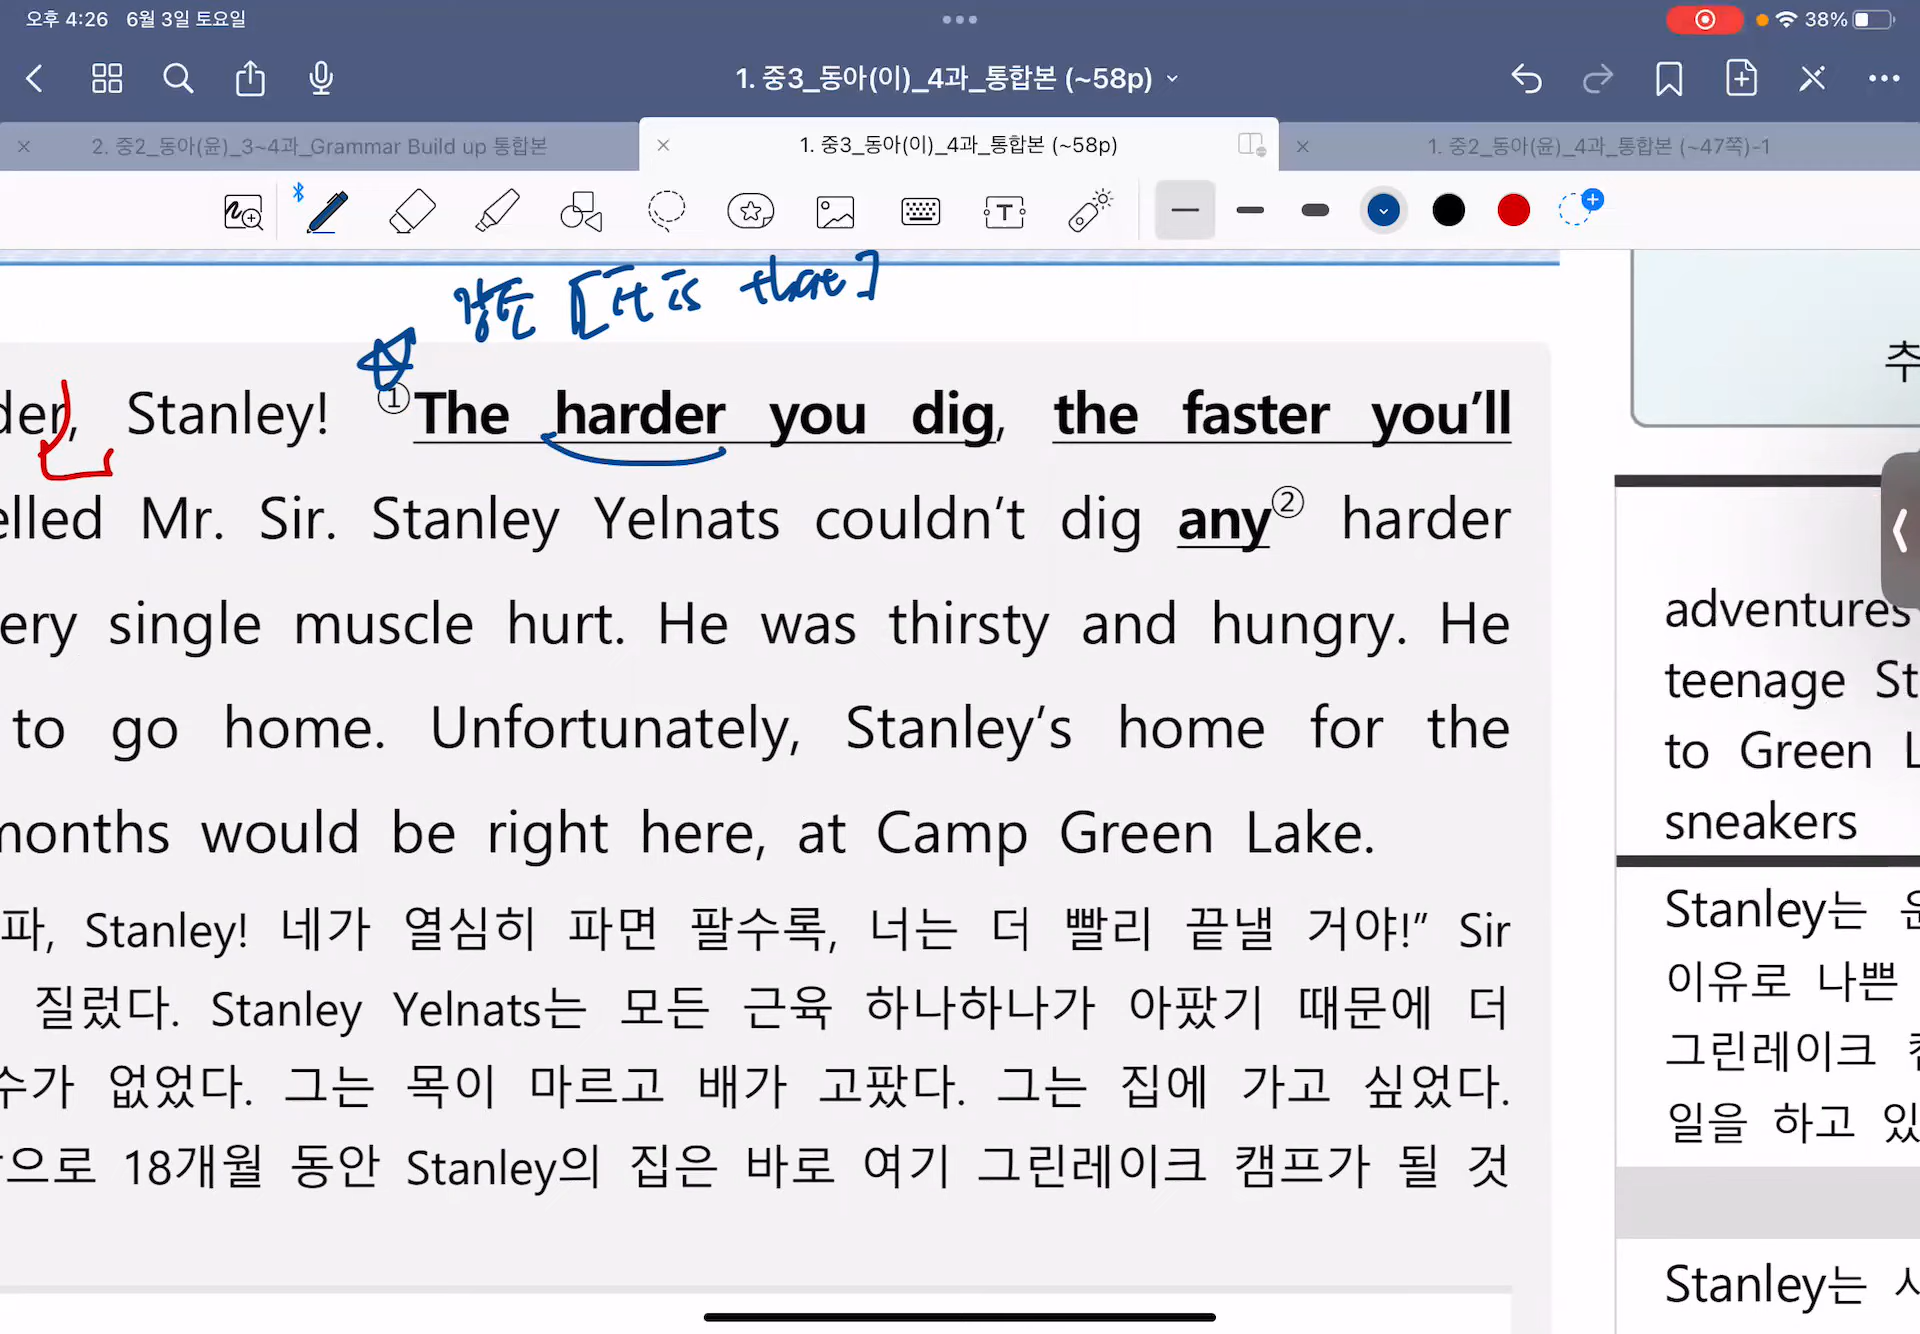 오후 4:26 6월 3일 토요일
38%
1. 중3_동아(이)_4과_통합본 (~58p)
2. 중2_동아(윤)_3~4과_Grammar Build up 통합본
1. 중3_동아(이)_4과_통합본 (~58p)
1. 중2_동아(윤)_4과_통합본 (~47쪽)-1
강조 [It is that]
der, Stanley! ①The harder you dig, the faster you’ll
elled Mr. Sir. Stanley Yelnats couldn’t dig any② harder
ery single muscle hurt. He was thirsty and hungry. He
to go home. Unfortunately, Stanley’s home for the
months would be right here, at Camp Green Lake.
파, Stanley! 네가 열심히 파면 팔수록, 너는 더 빨리 끝낼 거야!” Sir
질렀다. Stanley Yelnats는 모든 근육 하나하나가 아팠기 때문에 더
수가 없었다. 그는 목이 마르고 배가 고팠다. 그는 집에 가고 싶었다.
으로 18개월 동안 Stanley의 집은 바로 여기 그린레이크 캠프가 될 것
추
adventures
teenage St
to Green L
sneakers
Stanley는
이유로 나쁜
그린레이크
일을 하고 있
Stanley는 사